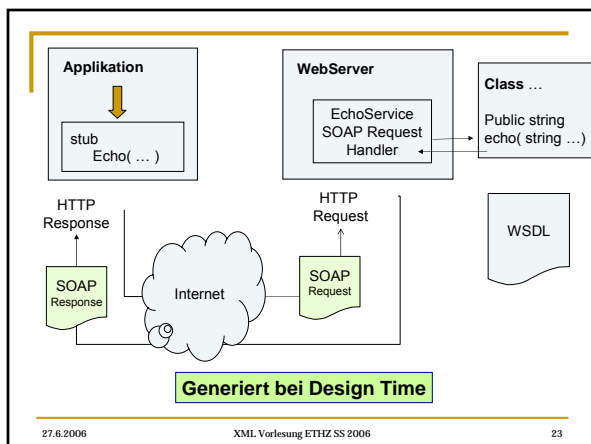 Applikation
stub
Echo( … )
WebServer
EchoService
SOAP Request
Handler
Class …
Public string
echo( string …)
HTTP
Response
HTTP
Request
WSDL
SOAP
Response
Internet
SOAP
Request
Generiert bei Design Time
27.6.2006 XML Vorlesung ETHZ SS 2006 23